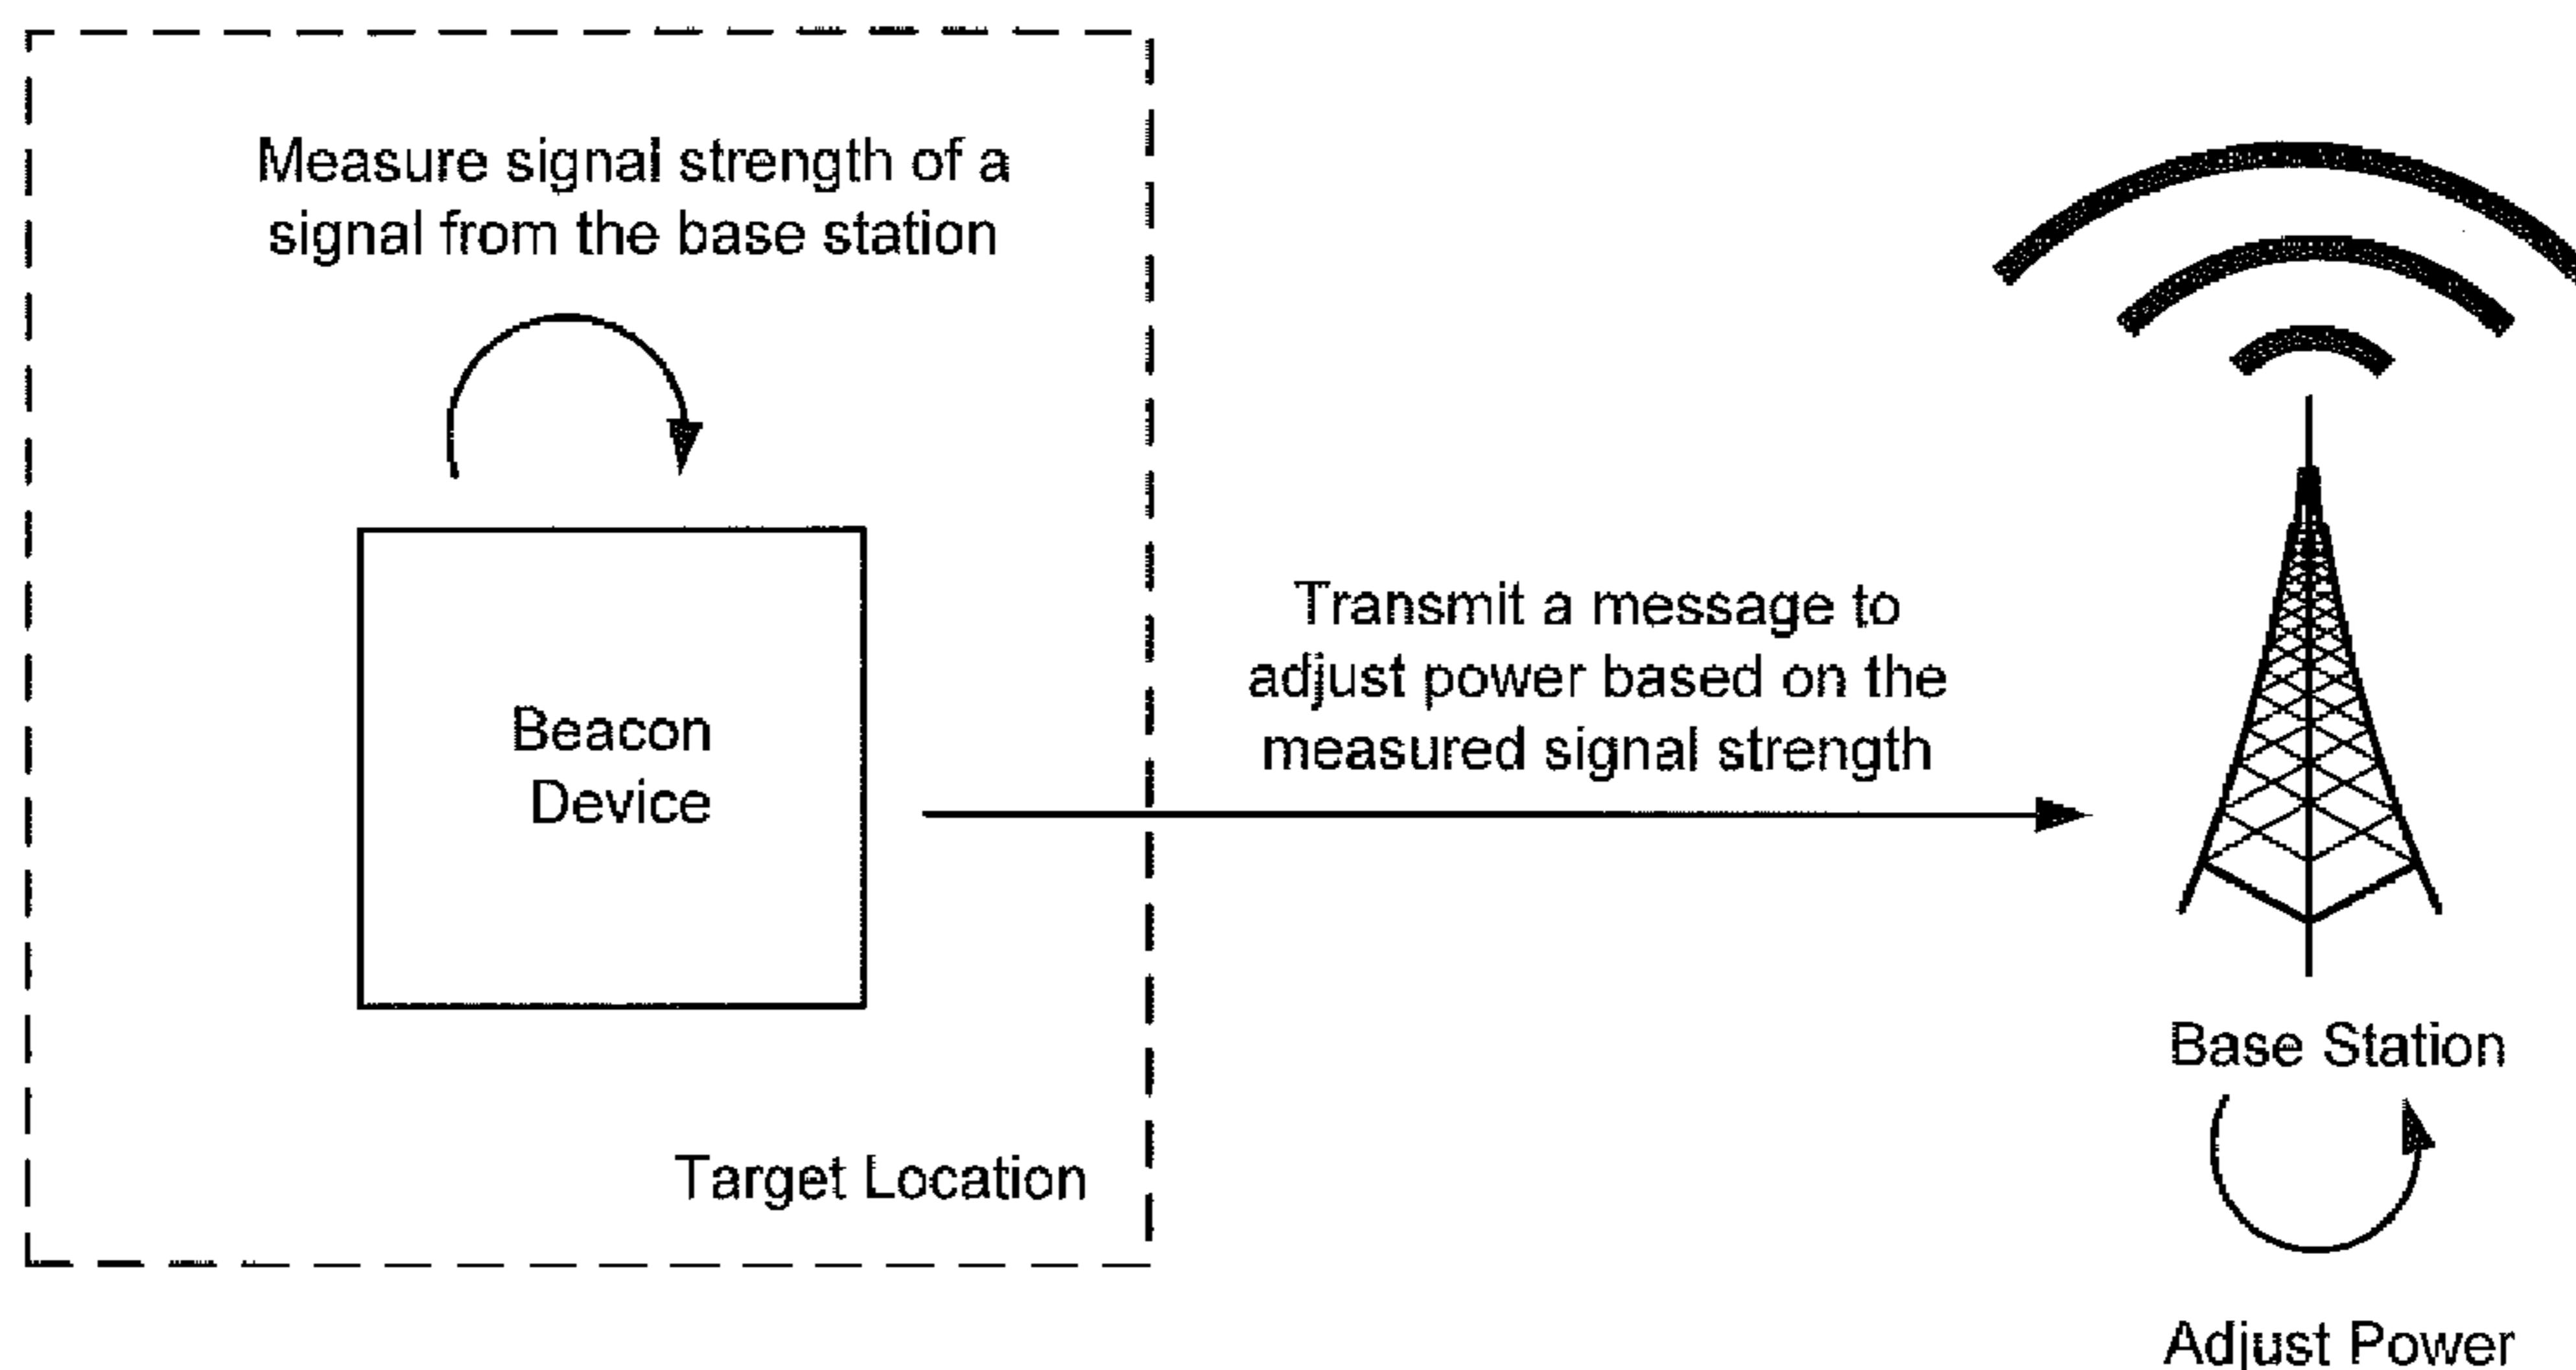 Measure signal strength of a
signal from the base station
Beacon
Device
Target Location
Transmit a message to
adjust power based on the
measured signal strength
Base Station
Adjust Power